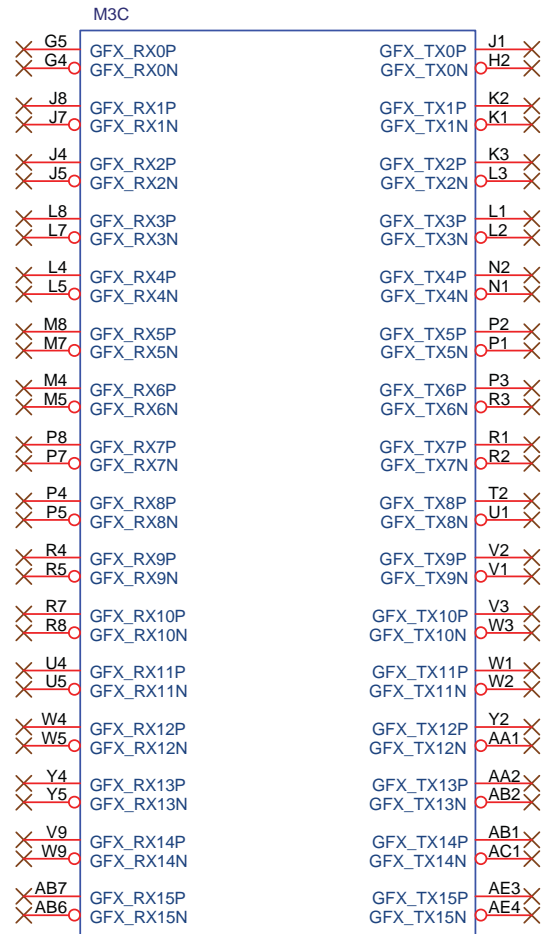 M3C
G5 GFX_RX0P GFX_TX0P J1
G4 GFX_RX0N GFX_TX0N H2
J8 GFX_RX1P GFX_TX1P K2
J7 GFX_RX1N GFX_TX1N K1
J4 GFX_RX2P GFX_TX2P K3
J5 GFX_RX2N GFX_TX2N L3
L8 GFX_RX3P GFX_TX3P L1
L7 GFX_RX3N GFX_TX3N L2
L4 GFX_RX4P GFX_TX4P N2
L5 GFX_RX4N GFX_TX4N N1
M8 GFX_RX5P GFX_TX5P P2
M7 GFX_RX5N GFX_TX5N P1
M4 GFX_RX6P GFX_TX6P P3
M5 GFX_RX6N GFX_TX6N R3
P8 GFX_RX7P GFX_TX7P R1
P7 GFX_RX7N GFX_TX7N R2
P4 GFX_RX8P GFX_TX8P T2
P5 GFX_RX8N GFX_TX8N U1
R4 GFX_RX9P GFX_TX9P V2
R5 GFX_RX9N GFX_TX9N V1
R7 GFX_RX10P GFX_TX10P V3
R8 GFX_RX10N GFX_TX10N W3
U4 GFX_RX11P GFX_TX11P W1
U5 GFX_RX11N GFX_TX11N W2
W4 GFX_RX12P GFX_TX12P Y2
W5 GFX_RX12N GFX_TX12N AA1
Y4 GFX_RX13P GFX_TX13P AA2
Y5 GFX_RX13N GFX_TX13N AB2
V9 GFX_RX14P GFX_TX14P AB1
W9 GFX_RX14N GFX_TX14N AC1
AB7 GFX_RX15P GFX_TX15P AE3
AB6 GFX_RX15N GFX_TX15N AE4